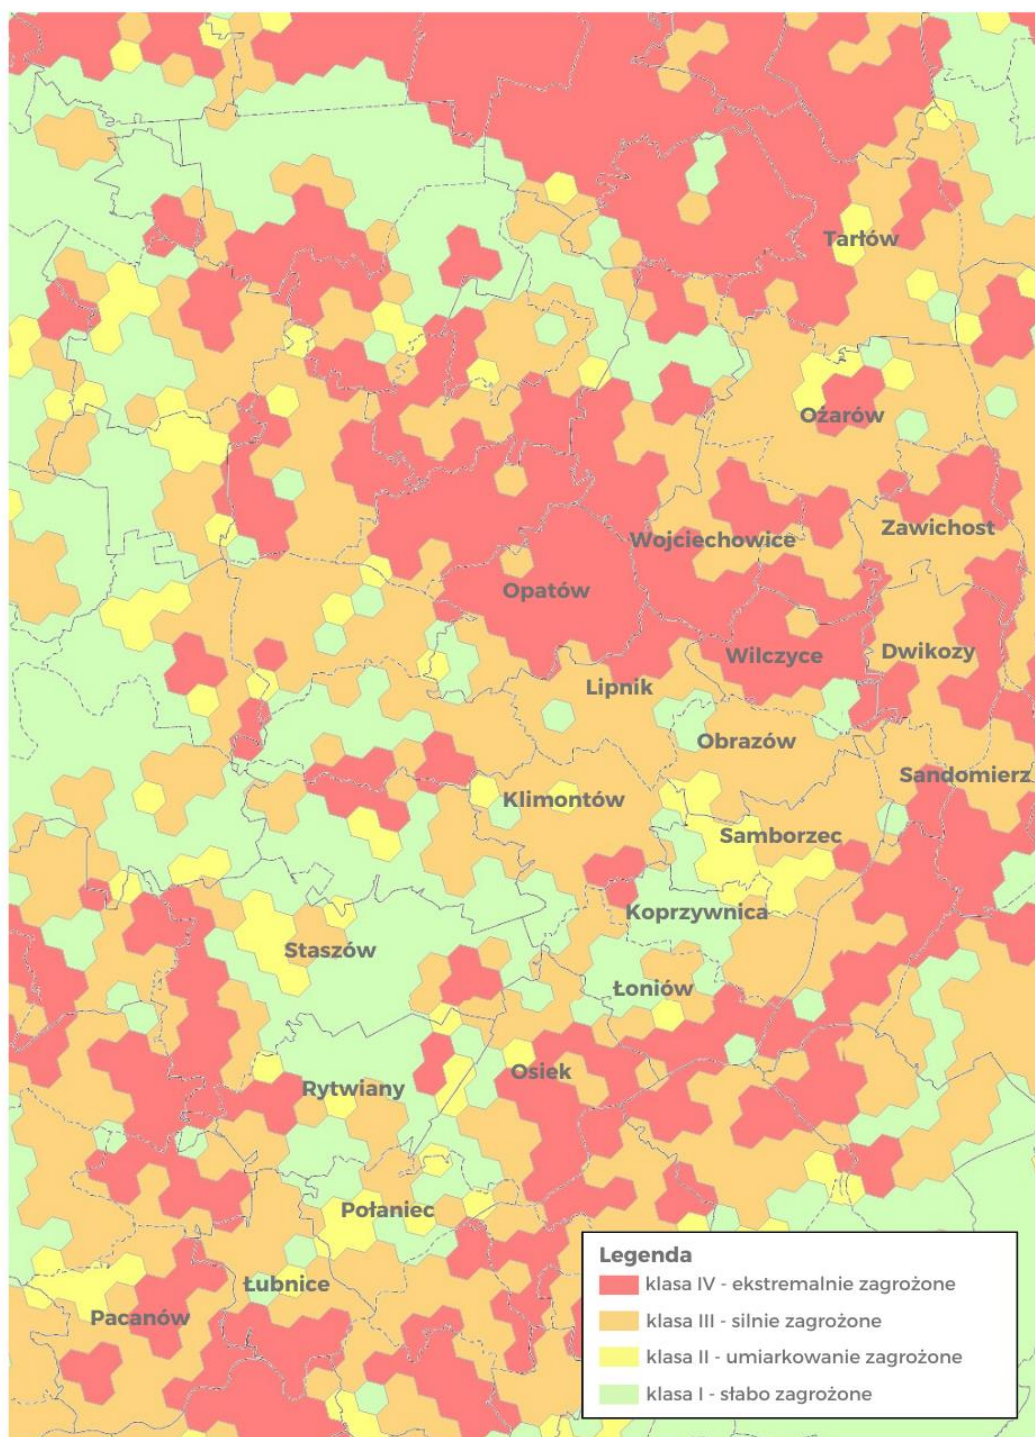 Tarłów
Ożarów
Zawichost
Wojciechowice
Opatów
Wilczyce
Dwikozy
Lipnik
Obrazów
Sandomierz
Klimontów
Samborzec
Koprzywnica
Staszów
Łoniów
Osiek
Rytwiany
Połaniec
Łubnice
Pacanów
Legenda
klasa IV - ekstremalnie zagrożone
klasa III - silnie zagrożone
klasa II - umiarkowanie zagrożone
klasa I - słabo zagrożone